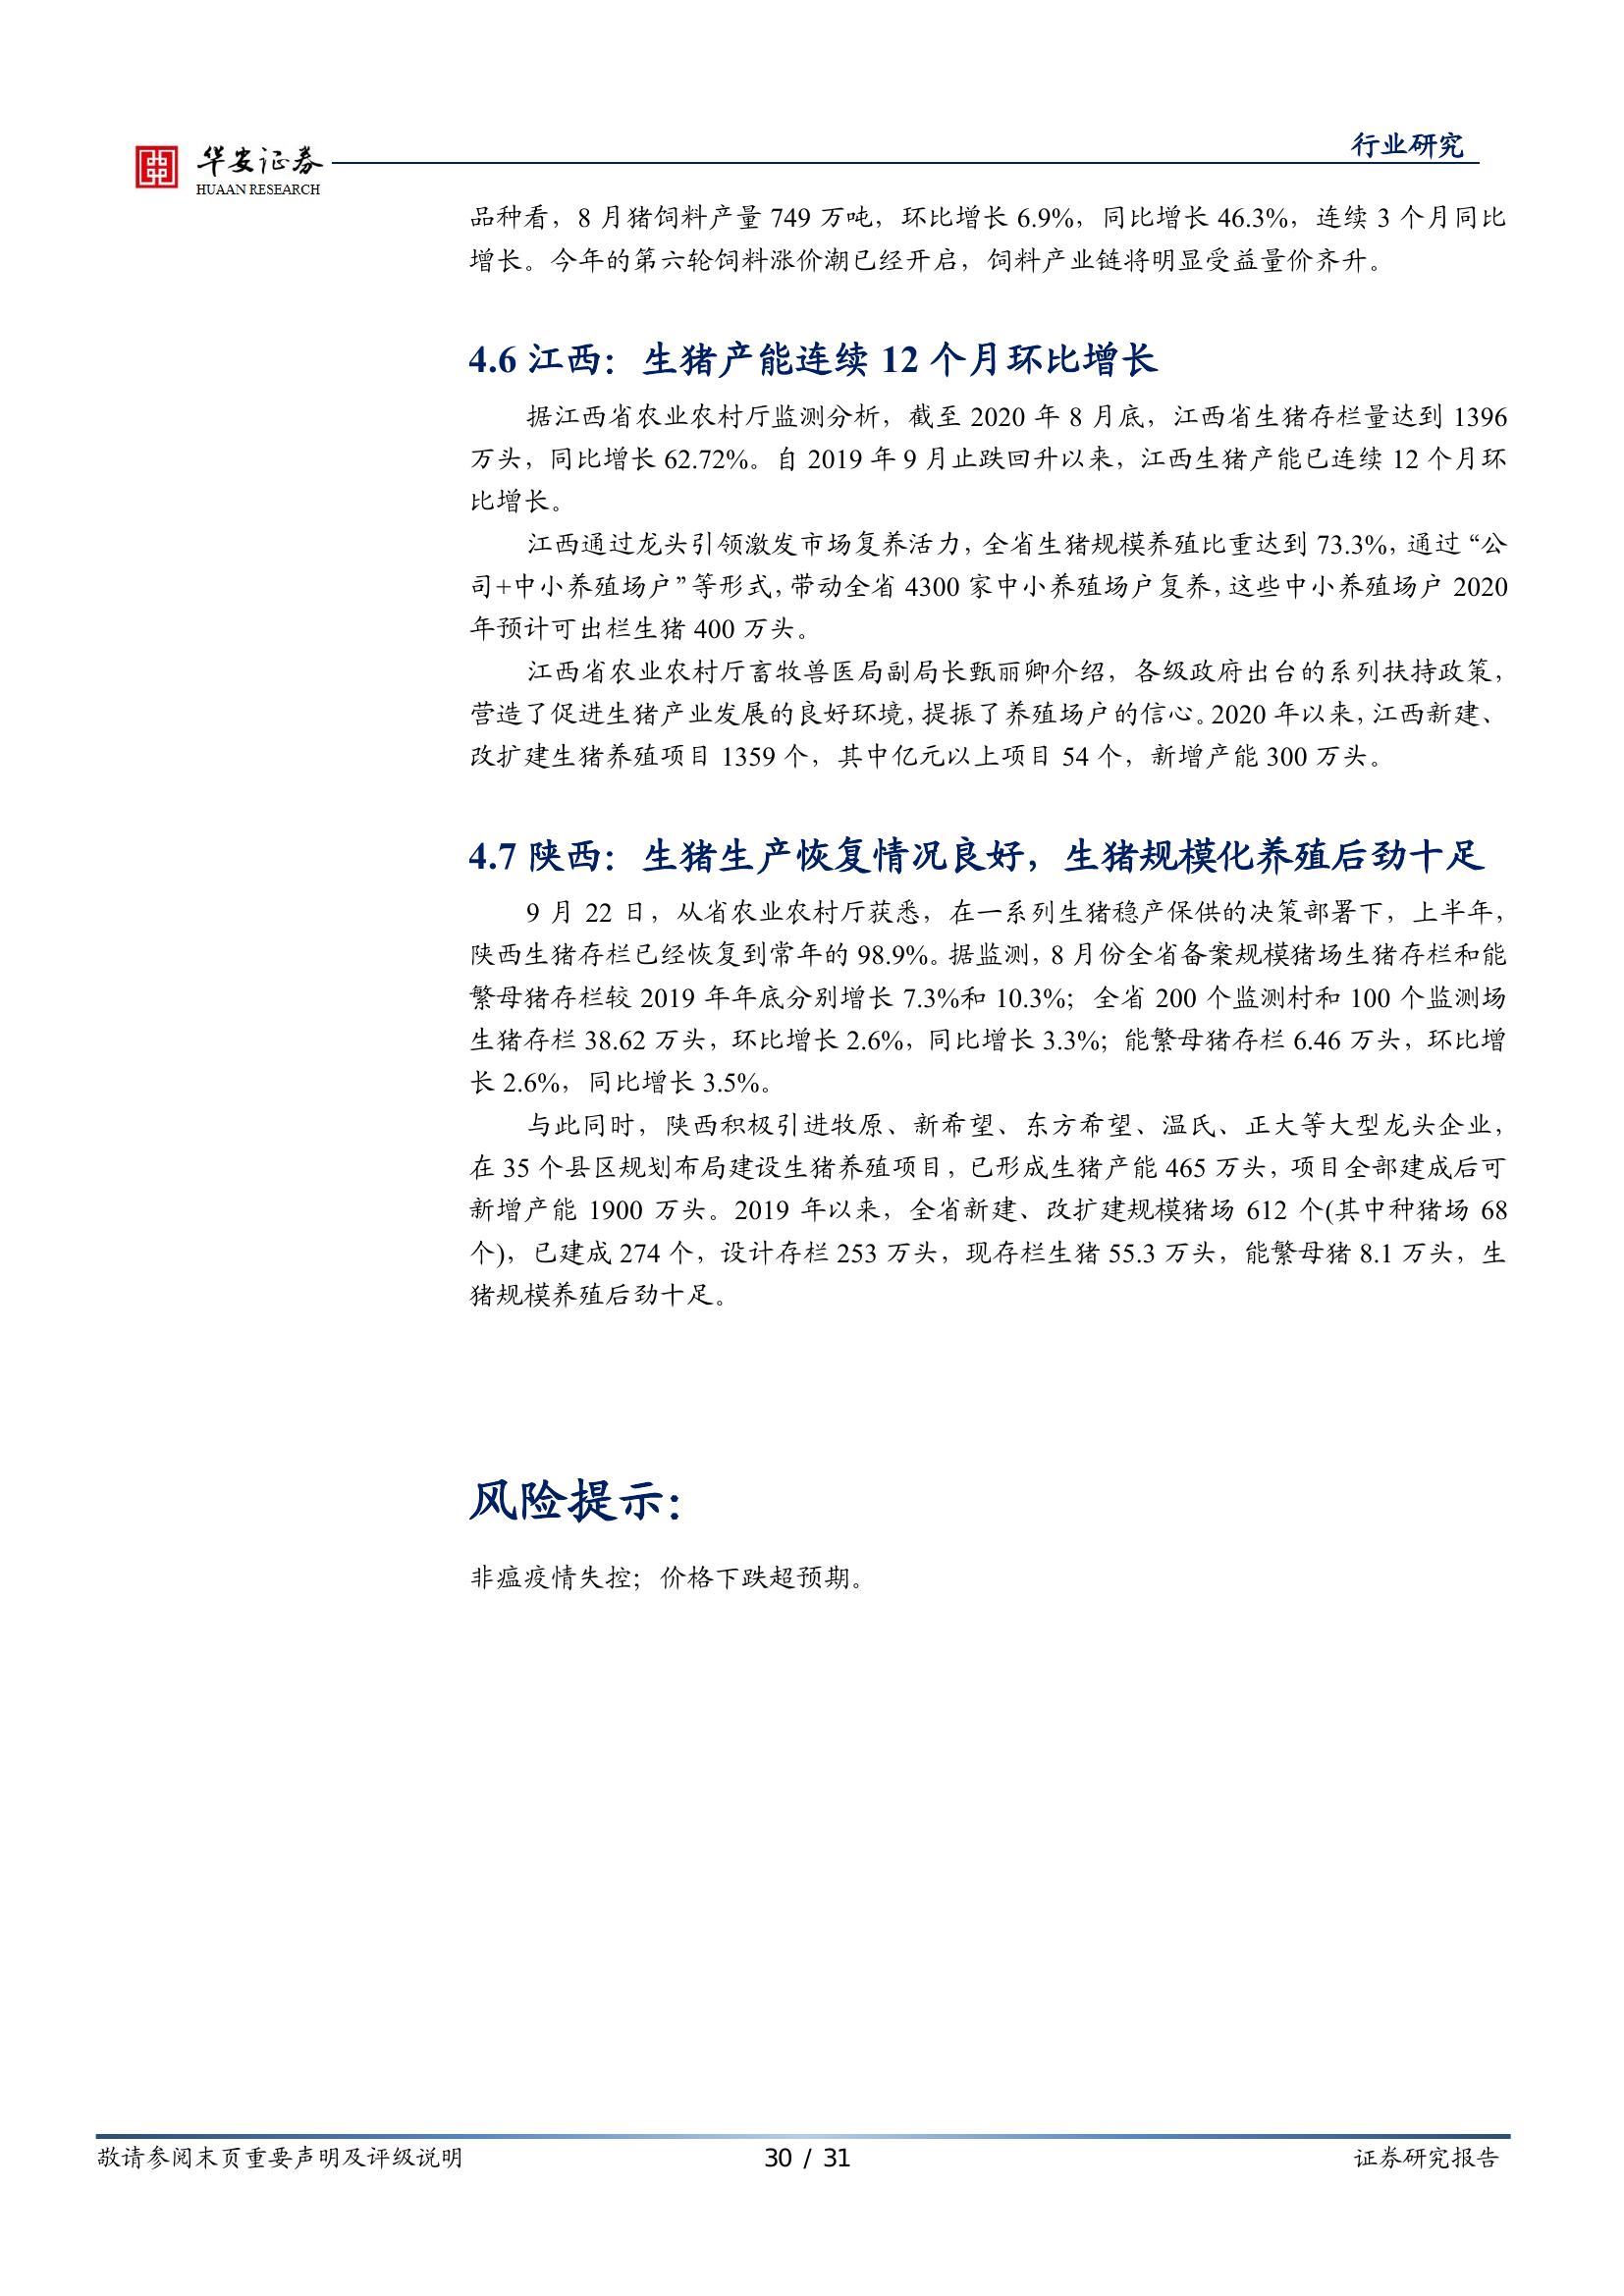 华安证券
HUAAN RESEARCH
行业研究
品种看，8 月猪饲料产量 749 万吨，环比增长 6.9%，同比增长 46.3%，连续 3 个月同比
增长。今年的第六轮饲料涨价潮已经开启，饲料产业链将明显受益量价齐升。
4.6 江西：生猪产能连续 12 个月环比增长
据江西省农业农村厅监测分析，截至 2020 年 8 月底，江西省生猪存栏量达到 1396
万头，同比增长 62.72%。自 2019 年 9 月止跌回升以来，江西生猪产能已连续 12 个月环
比增长。
江西通过龙头引领激发市场复养活力，全省生猪规模养殖比重达到 73.3%，通过“公
司+中小养殖场户”等形式，带动全省 4300 家中小养殖场户复养，这些中小养殖场户 2020
年预计可出栏生猪 400 万头。
江西省农业农村厅畜牧兽医局副局长甄丽卿介绍，各级政府出台的系列扶持政策，
营造了促进生猪产业发展的良好环境，提振了养殖场户的信心。2020 年以来，江西新建、
改扩建生猪养殖项目 1359 个，其中亿元以上项目 54 个，新增产能 300 万头。
4.7 陕西：生猪生产恢复情况良好，生猪规模化养殖后劲十足
9 月 22 日，从省农业农村厅获悉，在一系列生猪稳产保供的决策部署下，上半年，
陕西生猪存栏已经恢复到常年的 98.9%。据监测，8 月份全省备案规模猪场生猪存栏和能
繁母猪存栏较 2019 年年底分别增长 7.3%和 10.3%；全省 200 个监测村和 100 个监测场
生猪存栏 38.62 万头，环比增长 2.6%，同比增长 3.3%；能繁母猪存栏 6.46 万头，环比增
长 2.6%，同比增长 3.5%。
与此同时，陕西积极引进牧原、新希望、东方希望、温氏、正大等大型龙头企业，
在 35 个县区规划布局建设生猪养殖项目，已形成生猪产能 465 万头，项目全部建成后可
新增产能 1900 万头。2019 年以来，全省新建、改扩建规模猪场 612 个(其中种猪场 68
个)，已建成 274 个，设计存栏 253 万头，现存栏生猪 55.3 万头，能繁母猪 8.1 万头，生
猪规模养殖后劲十足。
风险提示：
非瘟疫情失控；价格下跌超预期。
敬请参阅末页重要声明及评级说明
30 / 31
证券研究报告